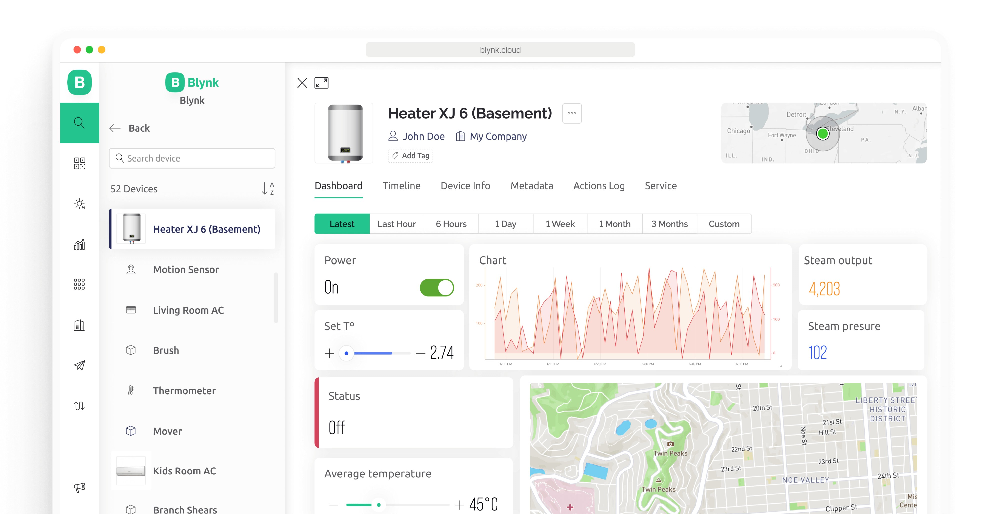 blynk.cloud
B
B Blynk
Blynk
Back
Search device
52 Devices
A
Z
Heater XJ 6 (Basement)
Motion Sensor
Living Room AC
Brush
Thermometer
Mover
Kids Room AC
Branch Shears
Heater XJ 6 (Basement)
John Doe
My Company
Add Tag
London
Alban
N.Y.
Detroit
Chicago
Cleveland
Fort Wayne
PA.
OHIO
ILL.
IND.
N.J.
Dashboard
Timeline
Device Info
Metadata
Actions Log
Service
Latest
Last Hour
6 Hours
1 Day
1 Week
1 Month
3 Months
Custom
Power
On
Set Tº
+
—
2.74
Chart
200
100
200
100
0
6:00 PM
6:10 PM
6:20 PM
6:30 PM
6:40 PM
6:50 PM
Steam output
4,203
Steam presure
102
Status
Off
Average temperature
—
+
45°C
St
LIBERTY STREET
HISTORIC
DISTRICT
20th St
21st St
Hill St
Noe St
22nd St
Twin Peaks
23rd St
23rd St
24th St
NOE VALLEY
Twin Peaks
Mis
Cente
Clipper St